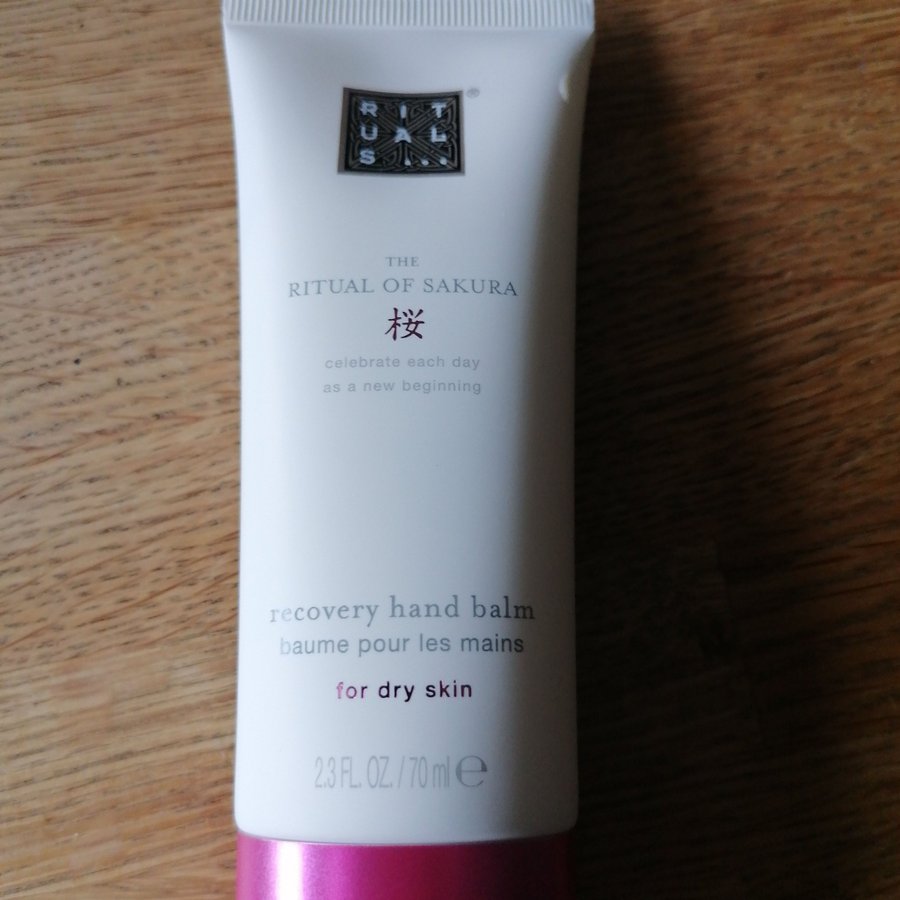 RIT
UAL
S...
®
THE
RITUAL OF SAKURA
桜
celebrate each day
as a new beginning
recovery hand balm
baume pour les mains
for dry skin
2.3 FL. OZ. / 70 ml ℮